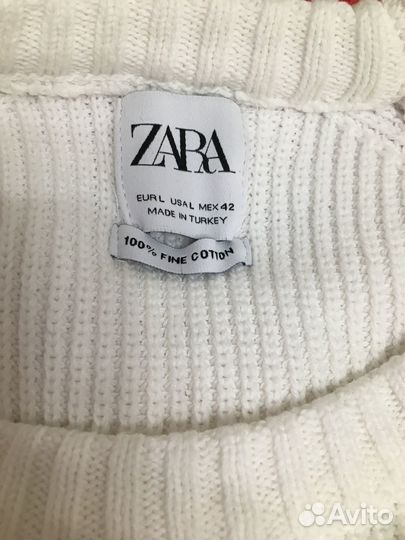 ZARA
EUR L USA L MEX 42
MADE IN TURKEY
100% FINE COTTON
Avito